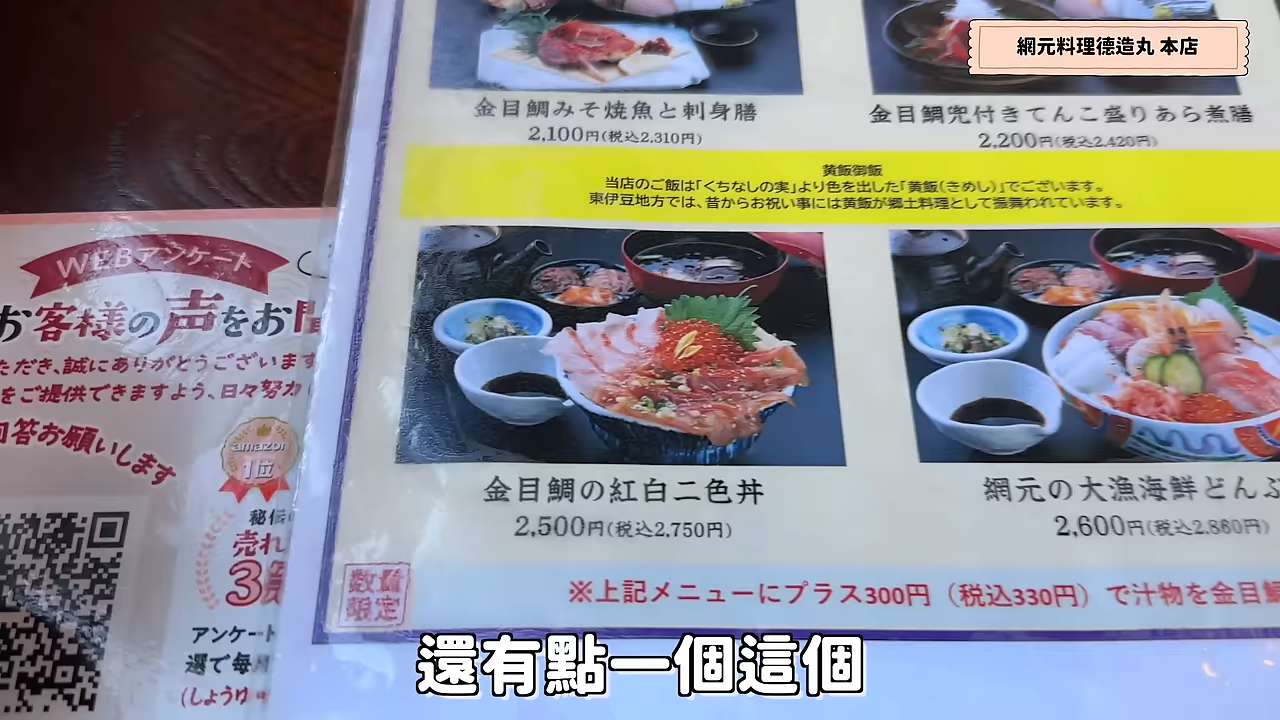 網元料理德造丸 本店
金目鯛みそ焼魚と刺身膳
2,100円(税込2,310円)
金目鯛兜付きてんこ盛りあら煮膳
2,200円(税込2,420円)
黄飯御飯
当店のご飯は「くちなしの実」より色を出した「黄飯(きめし)」でございます。
東伊豆地方では、昔からお祝い事には黄飯が郷土料理として振舞われています。
金目鯛の紅白二色丼
2,500円(税込2,750円)
網元の大漁海鮮どんぶ
2,600円(税込2,860円)
数量
限定
※上記メニューにプラス300円(税込330円)で汁物を金目
WEBアンケート
お客様の声をお
ただき、誠にありがとうございます
をご提供できますよう、日々努力
回答お願いします
amazon
1位
秘伝
売れ
3
アンケート
選で毎月
(しょうゆ
還有點一個這個